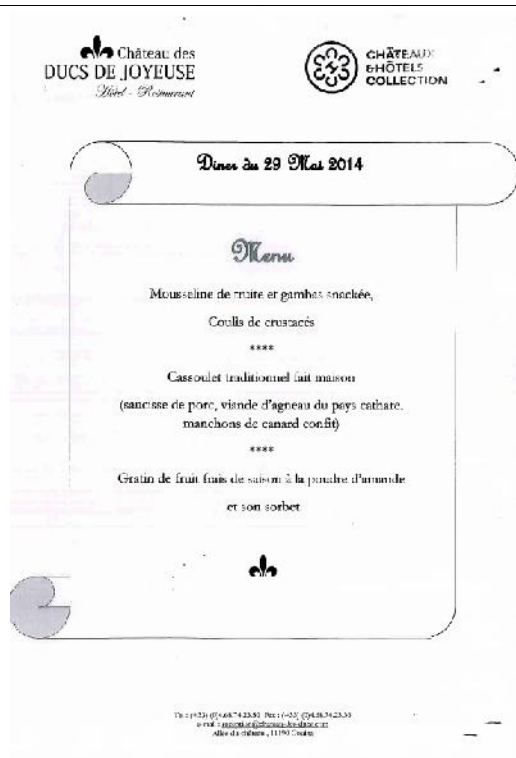 Château des
DUCS DE JOYEUSE
Hôtel - Restaurant
CHÂTEAUX
&HÔTELS
COLLECTION
Diner du 29 Mai 2014
Menu
Mousseline de truite et gambas snackée,
Coulis de crustacés
****
Cassoulet traditionnel fait maison
(saucisse de porc, viande d'agneau du pays cathare.
manchons de canard confit)
****
Gratin de fruit frais de saison à la poudre d'amande
et son sorbet
e-mail :
Allée du château, 11190 Couiza